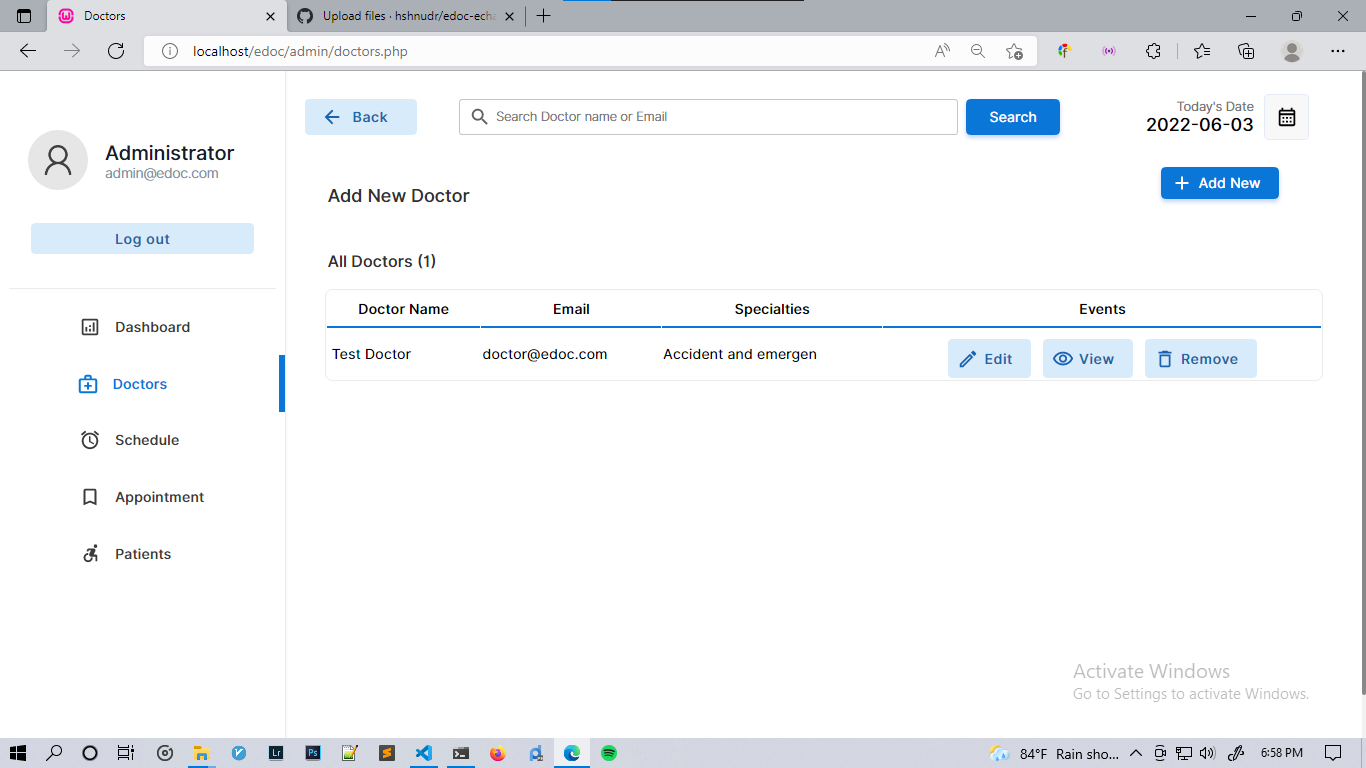 Doctors
Upload files · hshnudr/edoc-echa
localhost/edoc/admin/doctors.php
Administrator
admin@edoc.com
Log out
Dashboard
Doctors
Schedule
Appointment
Patients
Back
Search Doctor name or Email
Search
Today's Date
2022-06-03
Add New Doctor
Add New
All Doctors (1)
Doctor Name Email Specialties Events
Test Doctor doctor@edoc.com Accident and emergen Edit View Remove
Activate Windows
Go to Settings to activate Windows.
Lr
Ps
84°F Rain sho...
6:58 PM